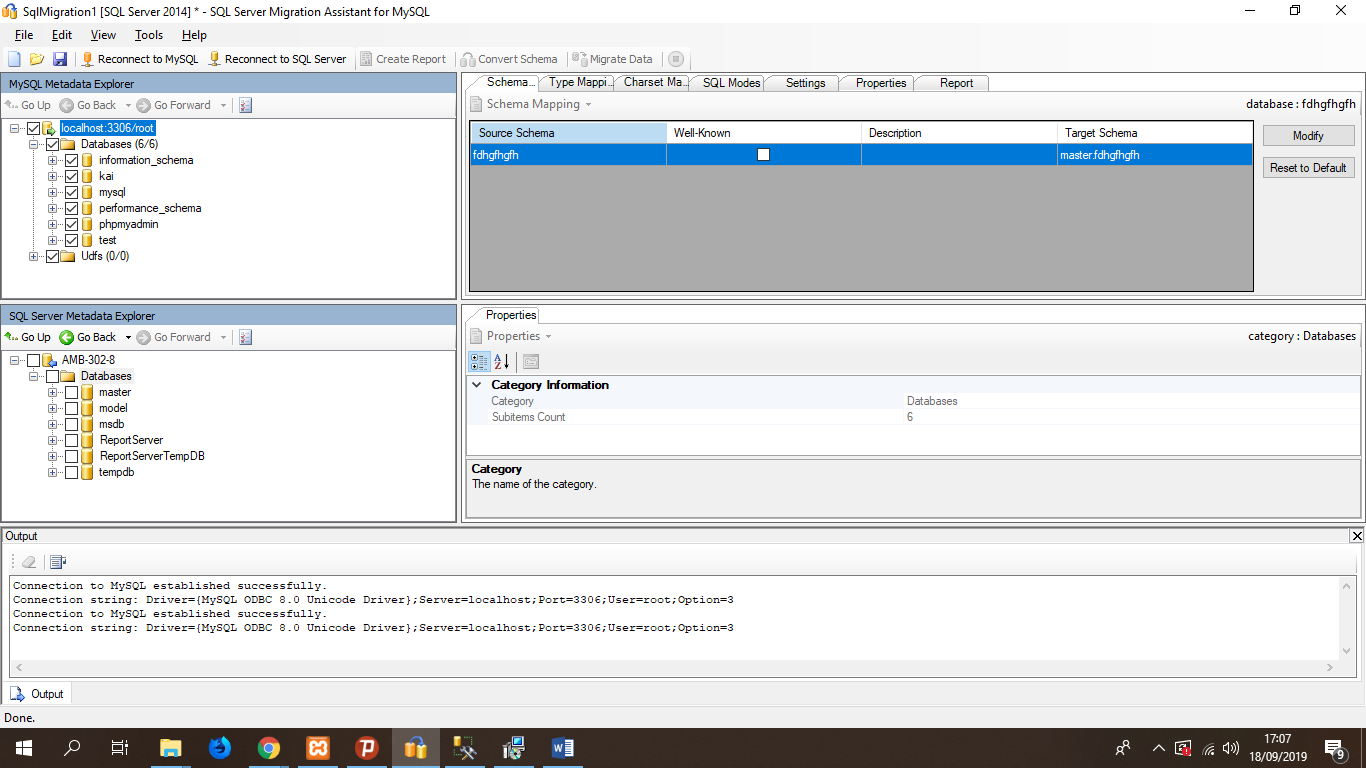 SqlMigration1 [SQL Server 2014] * - SQL Server Migration Assistant for MySQL
File Edit View Tools Help
Reconnect to MySQL Reconnect to SQL Server Create Report Convert Schema Migrate Data
MySQL Metadata Explorer
Go Up Go Back Go Forward
localhost:3306/root
Databases (6/6)
information_schema
kai
mysql
performance_schema
phpmyadmin
test
Udfs (0/0)
Schema... Type Mappi... Charset Ma... SQL Modes Settings Properties Report
Schema Mapping database : fdhgfhgfh
Source Schema Well-Known Description Target Schema
fdhgfhgfh master.fdhgfhgfh
Modify
Reset to Default
SQL Server Metadata Explorer
Go Up Go Back Go Forward
AMB-302-8
Databases
master
model
msdb
ReportServer
ReportServerTempDB
tempdb
Properties
Properties category : Databases
Category Information
Category Databases
Subitems Count 6
Category
The name of the category.
Output
Connection to MySQL established successfully.
Connection string: Driver={MySQL ODBC 8.0 Unicode Driver};Server=localhost;Port=3306;User=root;Option=3
Connection to MySQL established successfully.
Connection string: Driver={MySQL ODBC 8.0 Unicode Driver};Server=localhost;Port=3306;User=root;Option=3
Output
Done.
17:07
18/09/2019
9